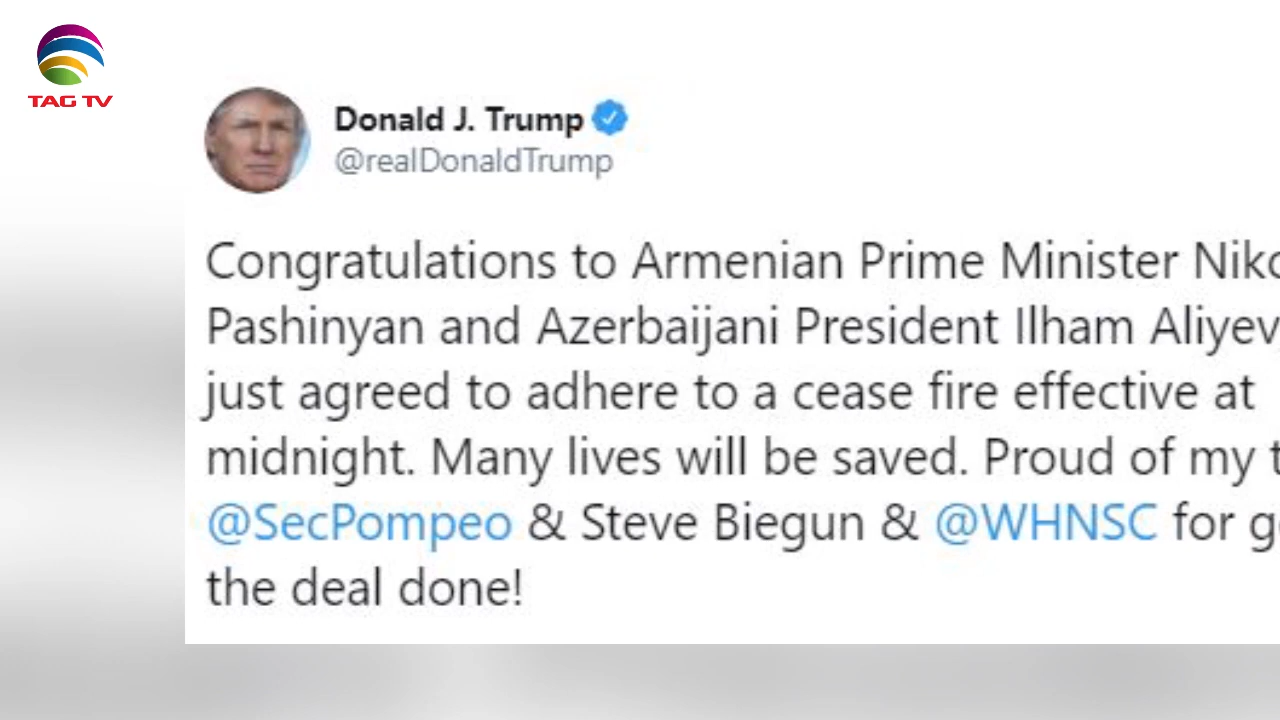 TAG TV
Donald J. Trump
@realDonaldTrump
Congratulations to Armenian Prime Minister
Pashinyan and Azerbaijani President Ilham Aliyev,
just agreed to adhere to a cease fire effective at
midnight. Many lives will be saved. Proud of my
@SecPompeo & Steve Biegun & @WHNSC for
the deal done!